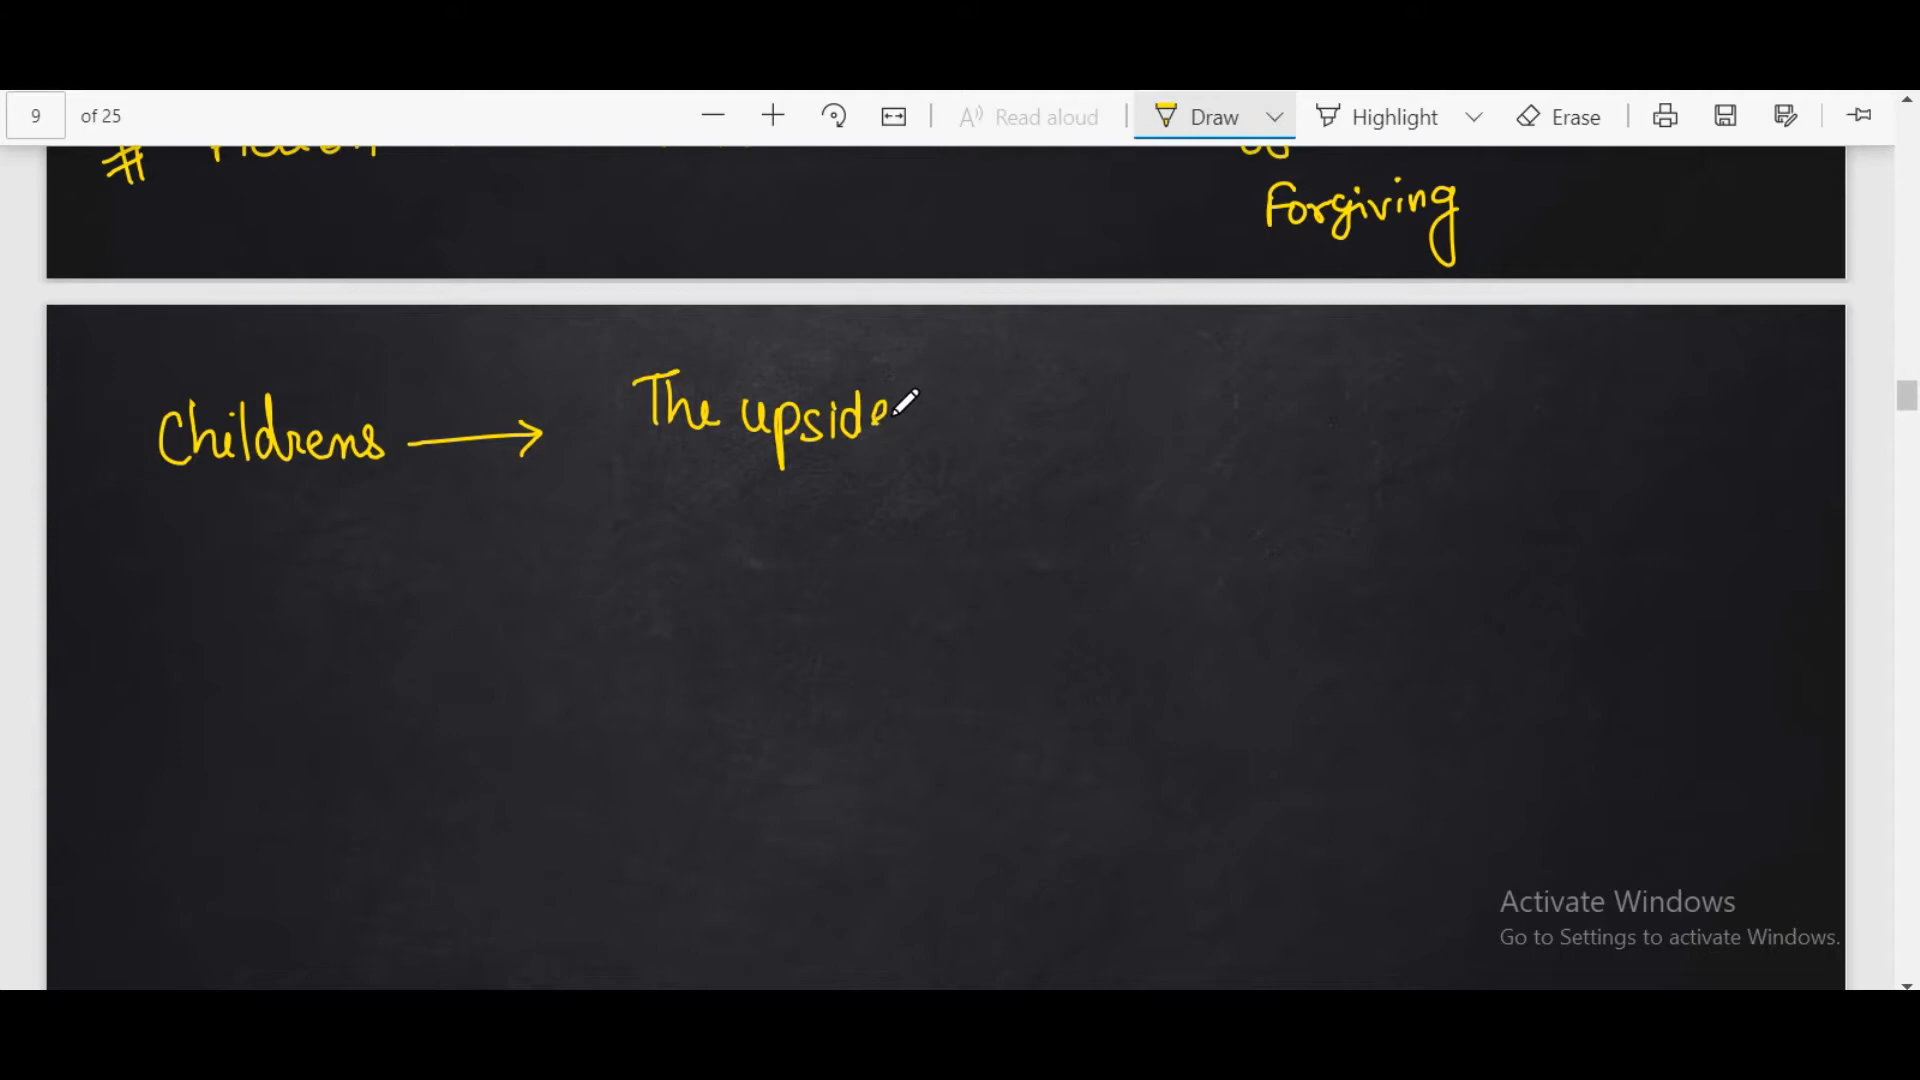 9 of 25 Read aloud Draw Highlight Erase
#
Forgiving
The upside
Childrens →
Activate Windows
Go to Settings to activate Windows.